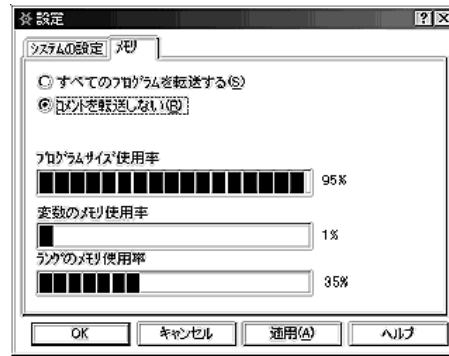 設定
システムの設定 メモリ
すべてのプログラムを転送する(S)
コメントを転送しない(R)
プログラムサイズ使用率
95%
変数のメモリ使用率
1%
ラングのメモリ使用率
35%
OK キャンセル 適用(A) ヘルプ